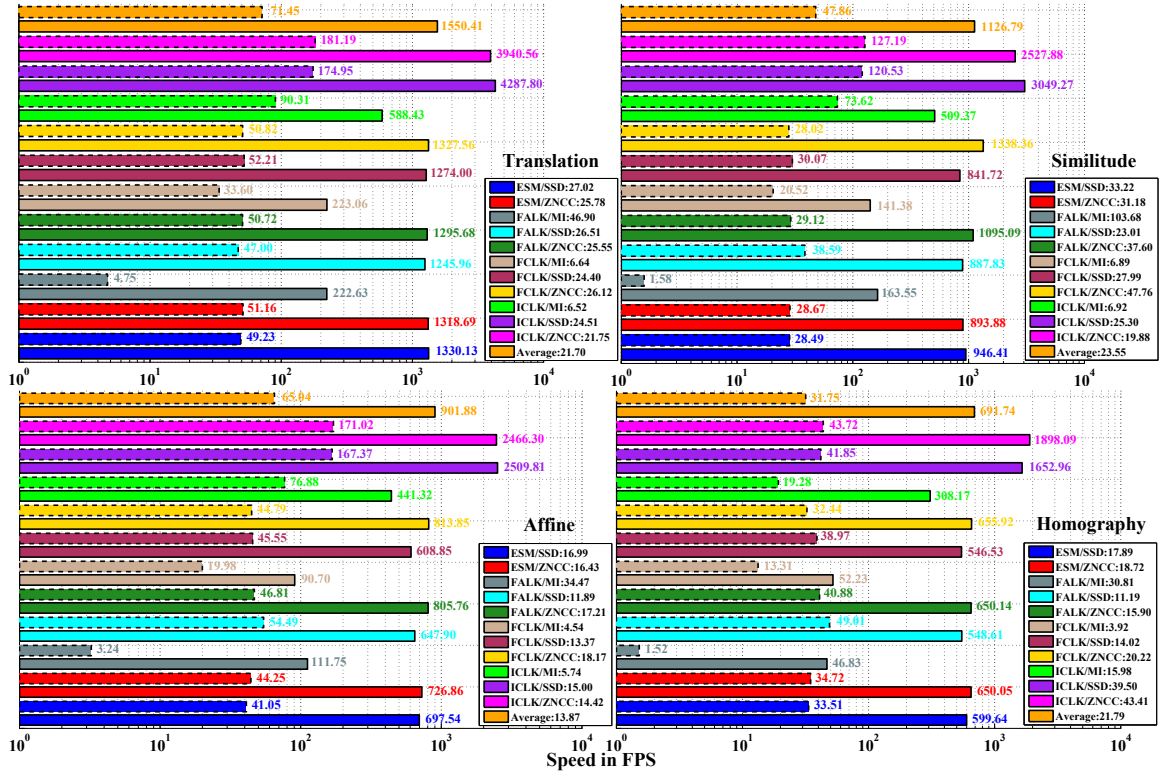 71.45
1550.41
181.19
3940.56
174.95
4287.80
90.31
588.43
50.82
1327.56
52.21
1274.00
33.60
223.06
50.72
1295.68
47.00
1245.96
4.75
222.63
51.16
1318.69
49.23
1330.13
Translation
ESM/SSD:27.02
ESM/ZNCC:25.78
FALK/MI:46.90
FALK/SSD:26.51
FALK/ZNCC:25.55
FCLK/MI:6.64
FCLK/SSD:24.40
FCLK/ZNCC:26.12
ICLK/MI:6.52
ICLK/SSD:24.51
ICLK/ZNCC:21.75
Average:21.70
10^0 10^1 10^2 10^3 10^4
47.86
1126.79
127.19
2527.88
120.53
3049.27
73.62
509.37
28.02
1338.36
30.07
841.72
20.52
141.38
29.12
1095.09
38.59
887.83
1.58
163.55
28.67
893.88
28.49
946.41
Similitude
ESM/SSD:33.22
ESM/ZNCC:31.18
FALK/MI:103.68
FALK/SSD:23.01
FALK/ZNCC:37.60
FCLK/MI:6.89
FCLK/SSD:27.99
FCLK/ZNCC:47.76
ICLK/MI:6.92
ICLK/SSD:25.30
ICLK/ZNCC:19.88
Average:23.55
10^0 10^1 10^2 10^3 10^4
65.04
901.88
171.02
2466.30
167.37
2509.81
76.88
441.32
44.79
813.85
45.55
608.85
19.98
90.70
46.81
805.76
54.49
647.90
3.24
111.75
44.25
726.86
41.05
697.54
Affine
ESM/SSD:16.99
ESM/ZNCC:16.43
FALK/MI:34.47
FALK/SSD:11.89
FALK/ZNCC:17.21
FCLK/MI:4.54
FCLK/SSD:13.37
FCLK/ZNCC:18.17
ICLK/MI:5.74
ICLK/SSD:15.00
ICLK/ZNCC:14.42
Average:13.87
10^0 10^1 10^2 10^3 10^4
31.75
691.74
43.72
1898.09
41.85
1652.96
19.28
308.17
32.44
655.92
38.97
546.53
13.31
52.23
40.88
650.14
49.01
548.61
1.52
46.83
34.72
650.05
33.51
599.64
Homography
ESM/SSD:17.89
ESM/ZNCC:18.72
FALK/MI:30.81
FALK/SSD:11.19
FALK/ZNCC:15.90
FCLK/MI:3.92
FCLK/SSD:14.02
FCLK/ZNCC:20.22
ICLK/MI:15.98
ICLK/SSD:39.50
ICLK/ZNCC:43.41
Average:21.79
10^0 10^1 10^2 10^3 10^4
Speed in FPS